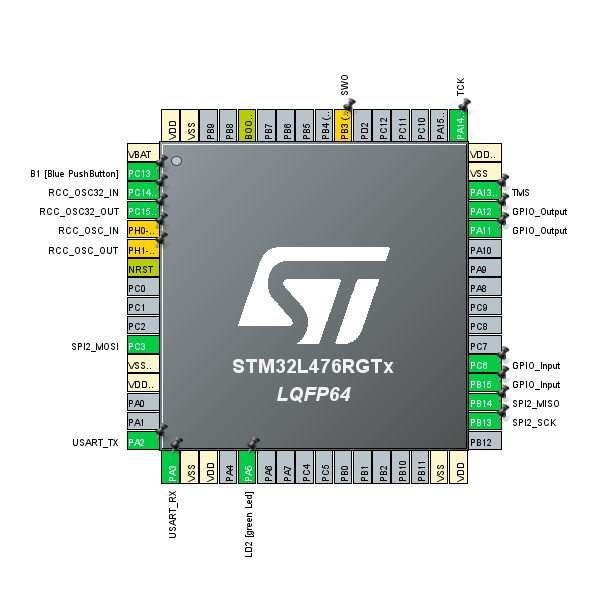 SWO
TCK
VDD
VSS
PB9
PB8
BOO..
PB7
PB6
PB5
PB4 (..
PB3 (..
PD2
PC12
PC11
PC10
PA15..
PA14..
VBAT
B1 [Blue PushButton] PC13
RCC_OSC32_IN PC14..
RCC_OSC32_OUT PC15..
RCC_OSC_IN PH0-..
RCC_OSC_OUT PH1-..
NRST
PC0
PC1
PC2
SPI2_MOSI PC3
VSS..
VDD..
PA0
PA1
USART_TX PA2
ST
STM32L476RGTx
LQFP64
VDD..
VSS
PA13.. TMS
PA12 GPIO_Output
PA11 GPIO_Output
PA10
PA9
PA8
PC9
PC8
PC7
PC6 GPIO_Input
PB15 GPIO_Input
PB14 SPI2_MISO
PB13 SPI2_SCK
PB12
PA3
VSS
VDD
PA4
PA5
PA6
PA7
PC4
PC5
PB0
PB1
PB2
PB10
PB11
VSS
VDD
USART_RX
LD2 [green Led]